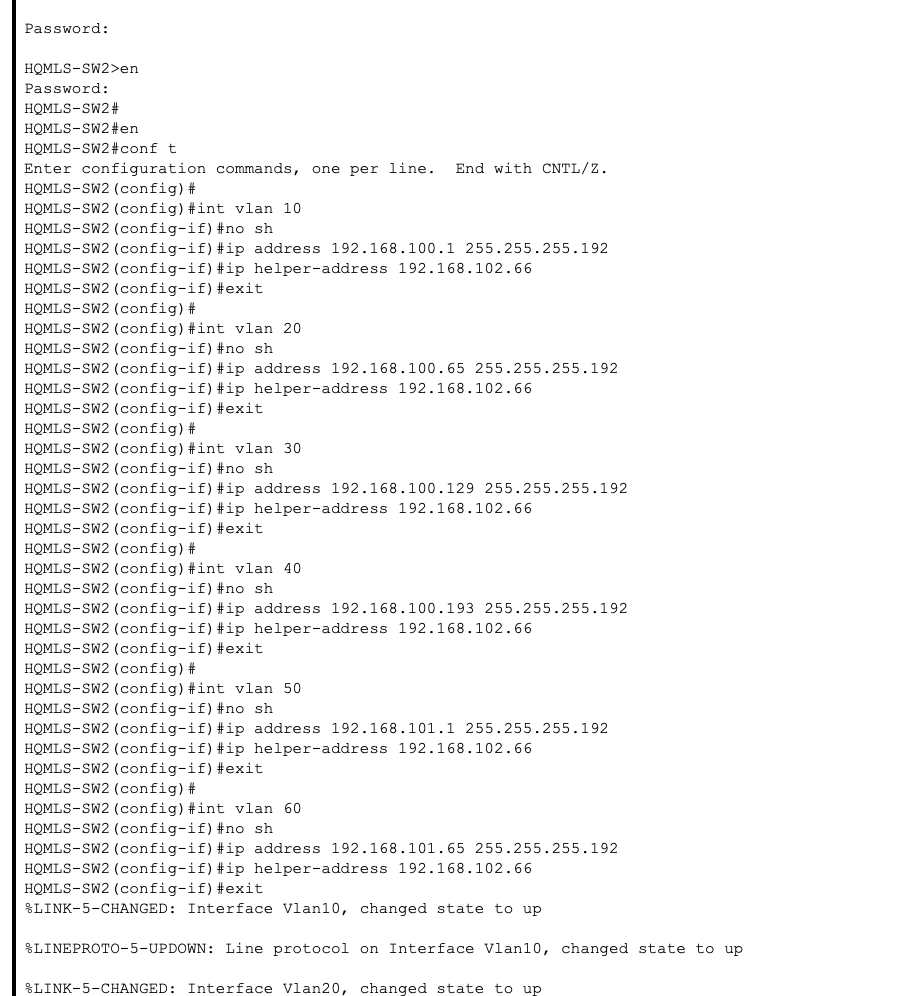 Password:
HQMLS-SW2>en
Password:
HQMLS-SW2#
HQMLS-SW2#en
HQMLS-SW2#conf t
Enter configuration commands, one per line.  End with CNTL/Z.
HQMLS-SW2(config)#
HQMLS-SW2(config)#int vlan 10
HQMLS-SW2(config-if)#no sh
HQMLS-SW2(config-if)#ip address 192.168.100.1 255.255.255.192
HQMLS-SW2(config-if)#ip helper-address 192.168.102.66
HQMLS-SW2(config-if)#exit
HQMLS-SW2(config)#
HQMLS-SW2(config)#int vlan 20
HQMLS-SW2(config-if)#no sh
HQMLS-SW2(config-if)#ip address 192.168.100.65 255.255.255.192
HQMLS-SW2(config-if)#ip helper-address 192.168.102.66
HQMLS-SW2(config-if)#exit
HQMLS-SW2(config)#
HQMLS-SW2(config)#int vlan 30
HQMLS-SW2(config-if)#no sh
HQMLS-SW2(config-if)#ip address 192.168.100.129 255.255.255.192
HQMLS-SW2(config-if)#ip helper-address 192.168.102.66
HQMLS-SW2(config-if)#exit
HQMLS-SW2(config)#
HQMLS-SW2(config)#int vlan 40
HQMLS-SW2(config-if)#no sh
HQMLS-SW2(config-if)#ip address 192.168.100.193 255.255.255.192
HQMLS-SW2(config-if)#ip helper-address 192.168.102.66
HQMLS-SW2(config-if)#exit
HQMLS-SW2(config)#
HQMLS-SW2(config)#int vlan 50
HQMLS-SW2(config-if)#no sh
HQMLS-SW2(config-if)#ip address 192.168.101.1 255.255.255.192
HQMLS-SW2(config-if)#ip helper-address 192.168.102.66
HQMLS-SW2(config-if)#exit
HQMLS-SW2(config)#
HQMLS-SW2(config)#int vlan 60
HQMLS-SW2(config-if)#no sh
HQMLS-SW2(config-if)#ip address 192.168.101.65 255.255.255.192
HQMLS-SW2(config-if)#ip helper-address 192.168.102.66
HQMLS-SW2(config-if)#exit
%LINK-5-CHANGED: Interface Vlan10, changed state to up
%LINEPROTO-5-UPDOWN: Line protocol on Interface Vlan10, changed state to up
%LINK-5-CHANGED: Interface Vlan20, changed state to up